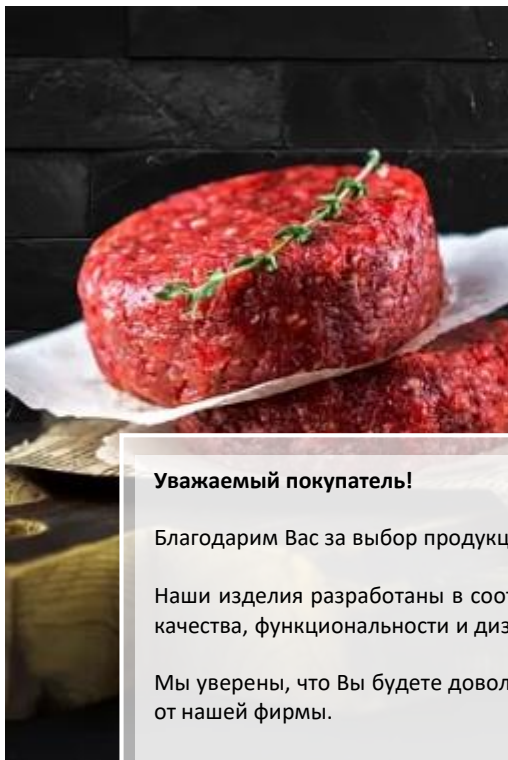 Уважаемый покупатель!
Благодарим Вас за выбор
качества, функциональности и
Мы уверены, что Вы будете
от нашей фирмы.
Наши изделия разработаны в